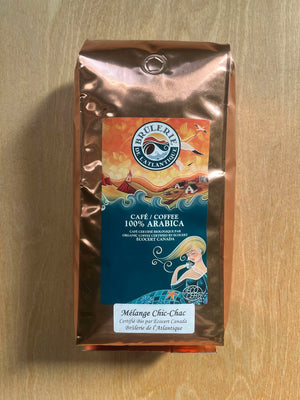 BRÛLERIE
DE L'ATLANTIQUE
CAFÉ / COFFEE
100% ARABICA
CAFÉ CERTIFIÉ BIOLOGIQUE PAR
ORGANIC COFFEE CERTIFIED BY ECOCERT
ECOCERT CANADA
Mélange Chic-Chac
Certifié Bio par Ecocert Canada
Brûlerie de l'Atlantique